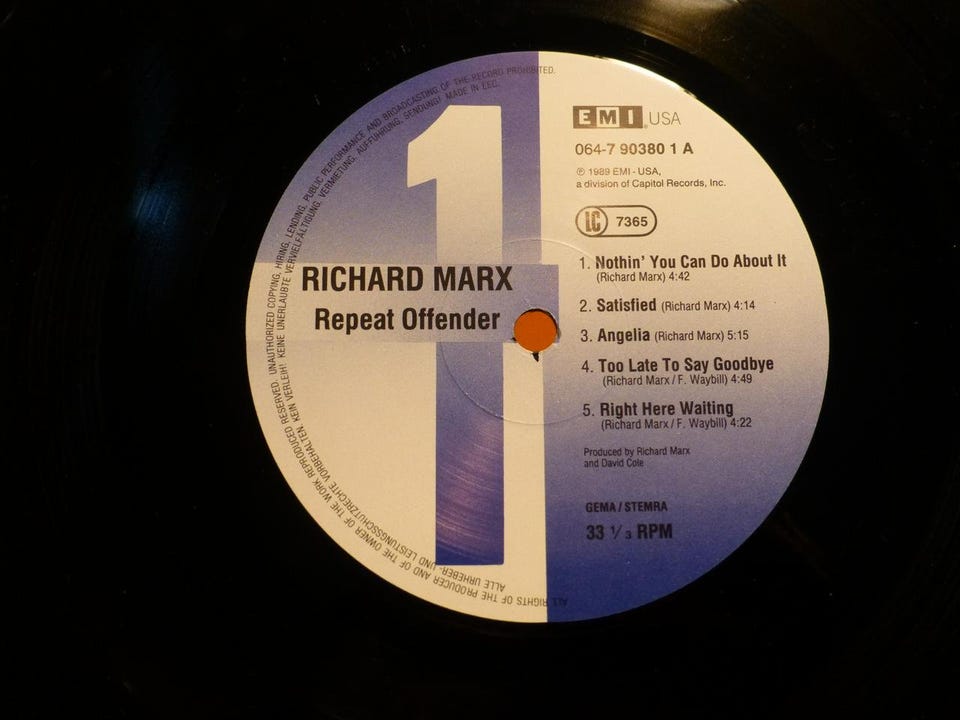 1
RICHARD MARX
Repeat Offender
EMI USA
064-7 90380 1 A
℗ 1989 EMI - USA,
a division of Capitol Records, Inc.
LC 7365
1. Nothin' You Can Do About It
(Richard Marx) 4:42
2. Satisfied (Richard Marx) 4:14
3. Angelia (Richard Marx) 5:15
4. Too Late To Say Goodbye
(Richard Marx / F. Waybill) 4:49
5. Right Here Waiting
(Richard Marx / F. Waybill) 4:22
Produced by Richard Marx
and David Cole
GEMA / STEMRA
33 1/3 RPM
ALL RIGHTS OF THE PRODUCER AND OF THE OWNER OF THE WORK REPRODUCED RESERVED. UNAUTHORIZED COPYING, HIRING, LENDING, PUBLIC PERFORMANCE AND BROADCASTING OF THE RECORD PROHIBITED.
ALLE URHEBER- UND LEISTUNGSSCHUTZRECHTE VORBEHALTEN. KEIN VERLEIH! KEINE UNERLAUBTE VERVIELFÄLTIGUNG, VERMIETUNG, AUFFÜHRUNG, SENDUNG! MADE IN EEC.